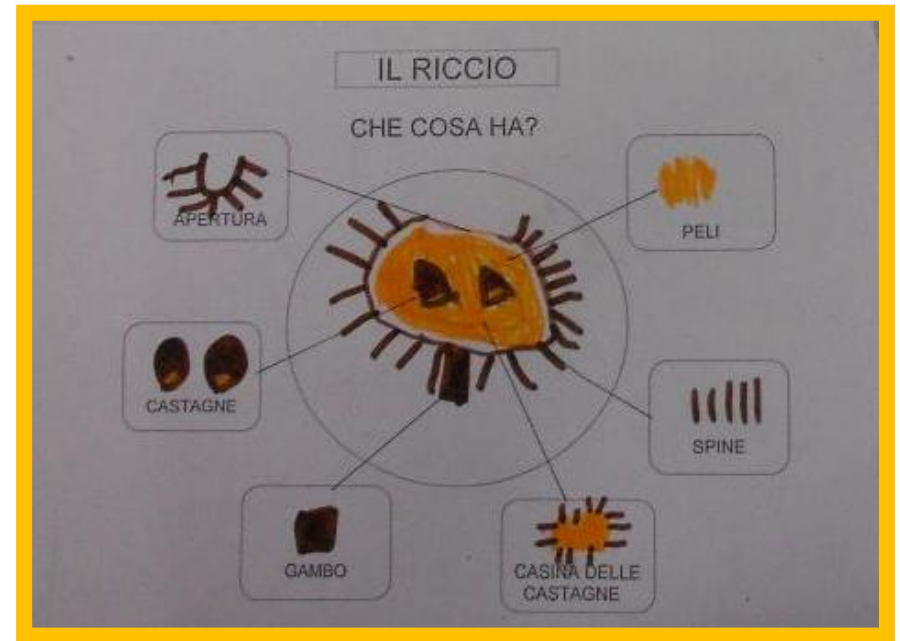 IL RICCIO
CHE COSA HA?
APERTURA
PELI
CASTAGNE
SPINE
GAMBO
CASINA DELLE
CASTAGNE